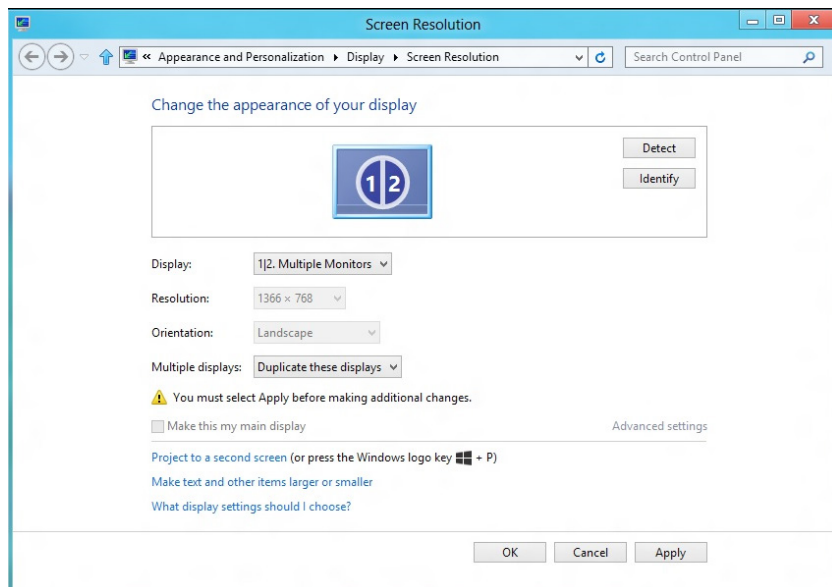 Screen Resolution
« Appearance and Personalization Display Screen Resolution
Search Control Panel
Change the appearance of your display
1|2
Detect
Identify
Display: 1|2. Multiple Monitors
Resolution: 1366 × 768
Orientation: Landscape
Multiple displays: Duplicate these displays
You must select Apply before making additional changes.
Make this my main display Advanced settings
Project to a second screen (or press the Windows logo key + P)
Make text and other items larger or smaller
What display settings should I choose?
OK Cancel Apply